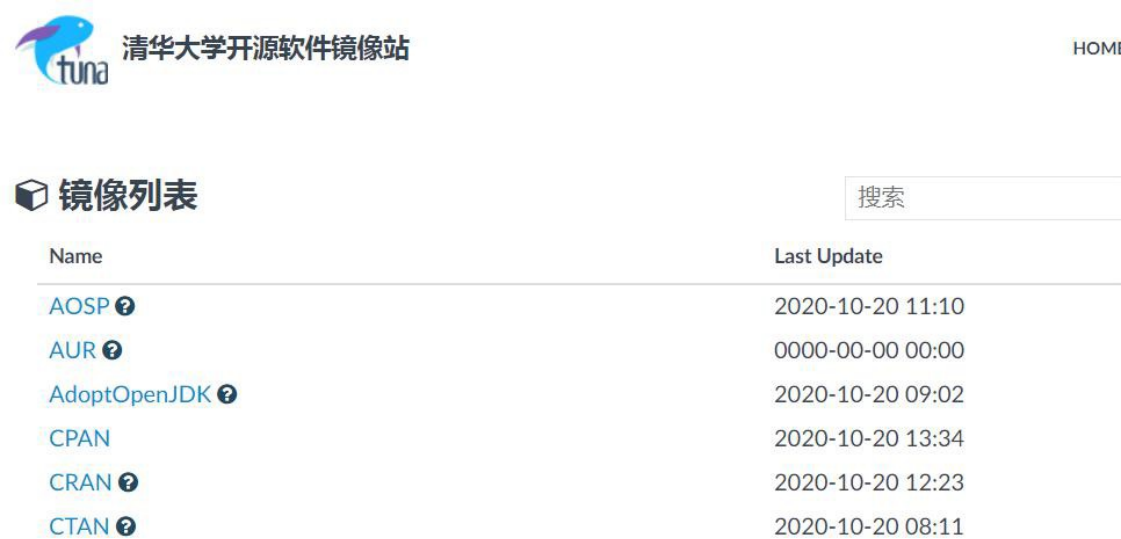 tuna 清华大学开源软件镜像站 HOME
镜像列表 搜索
Name Last Update
AOSP 2020-10-20 11:10
AUR 0000-00-00 00:00
AdoptOpenJDK 2020-10-20 09:02
CPAN 2020-10-20 13:34
CRAN 2020-10-20 12:23
CTAN 2020-10-20 08:11